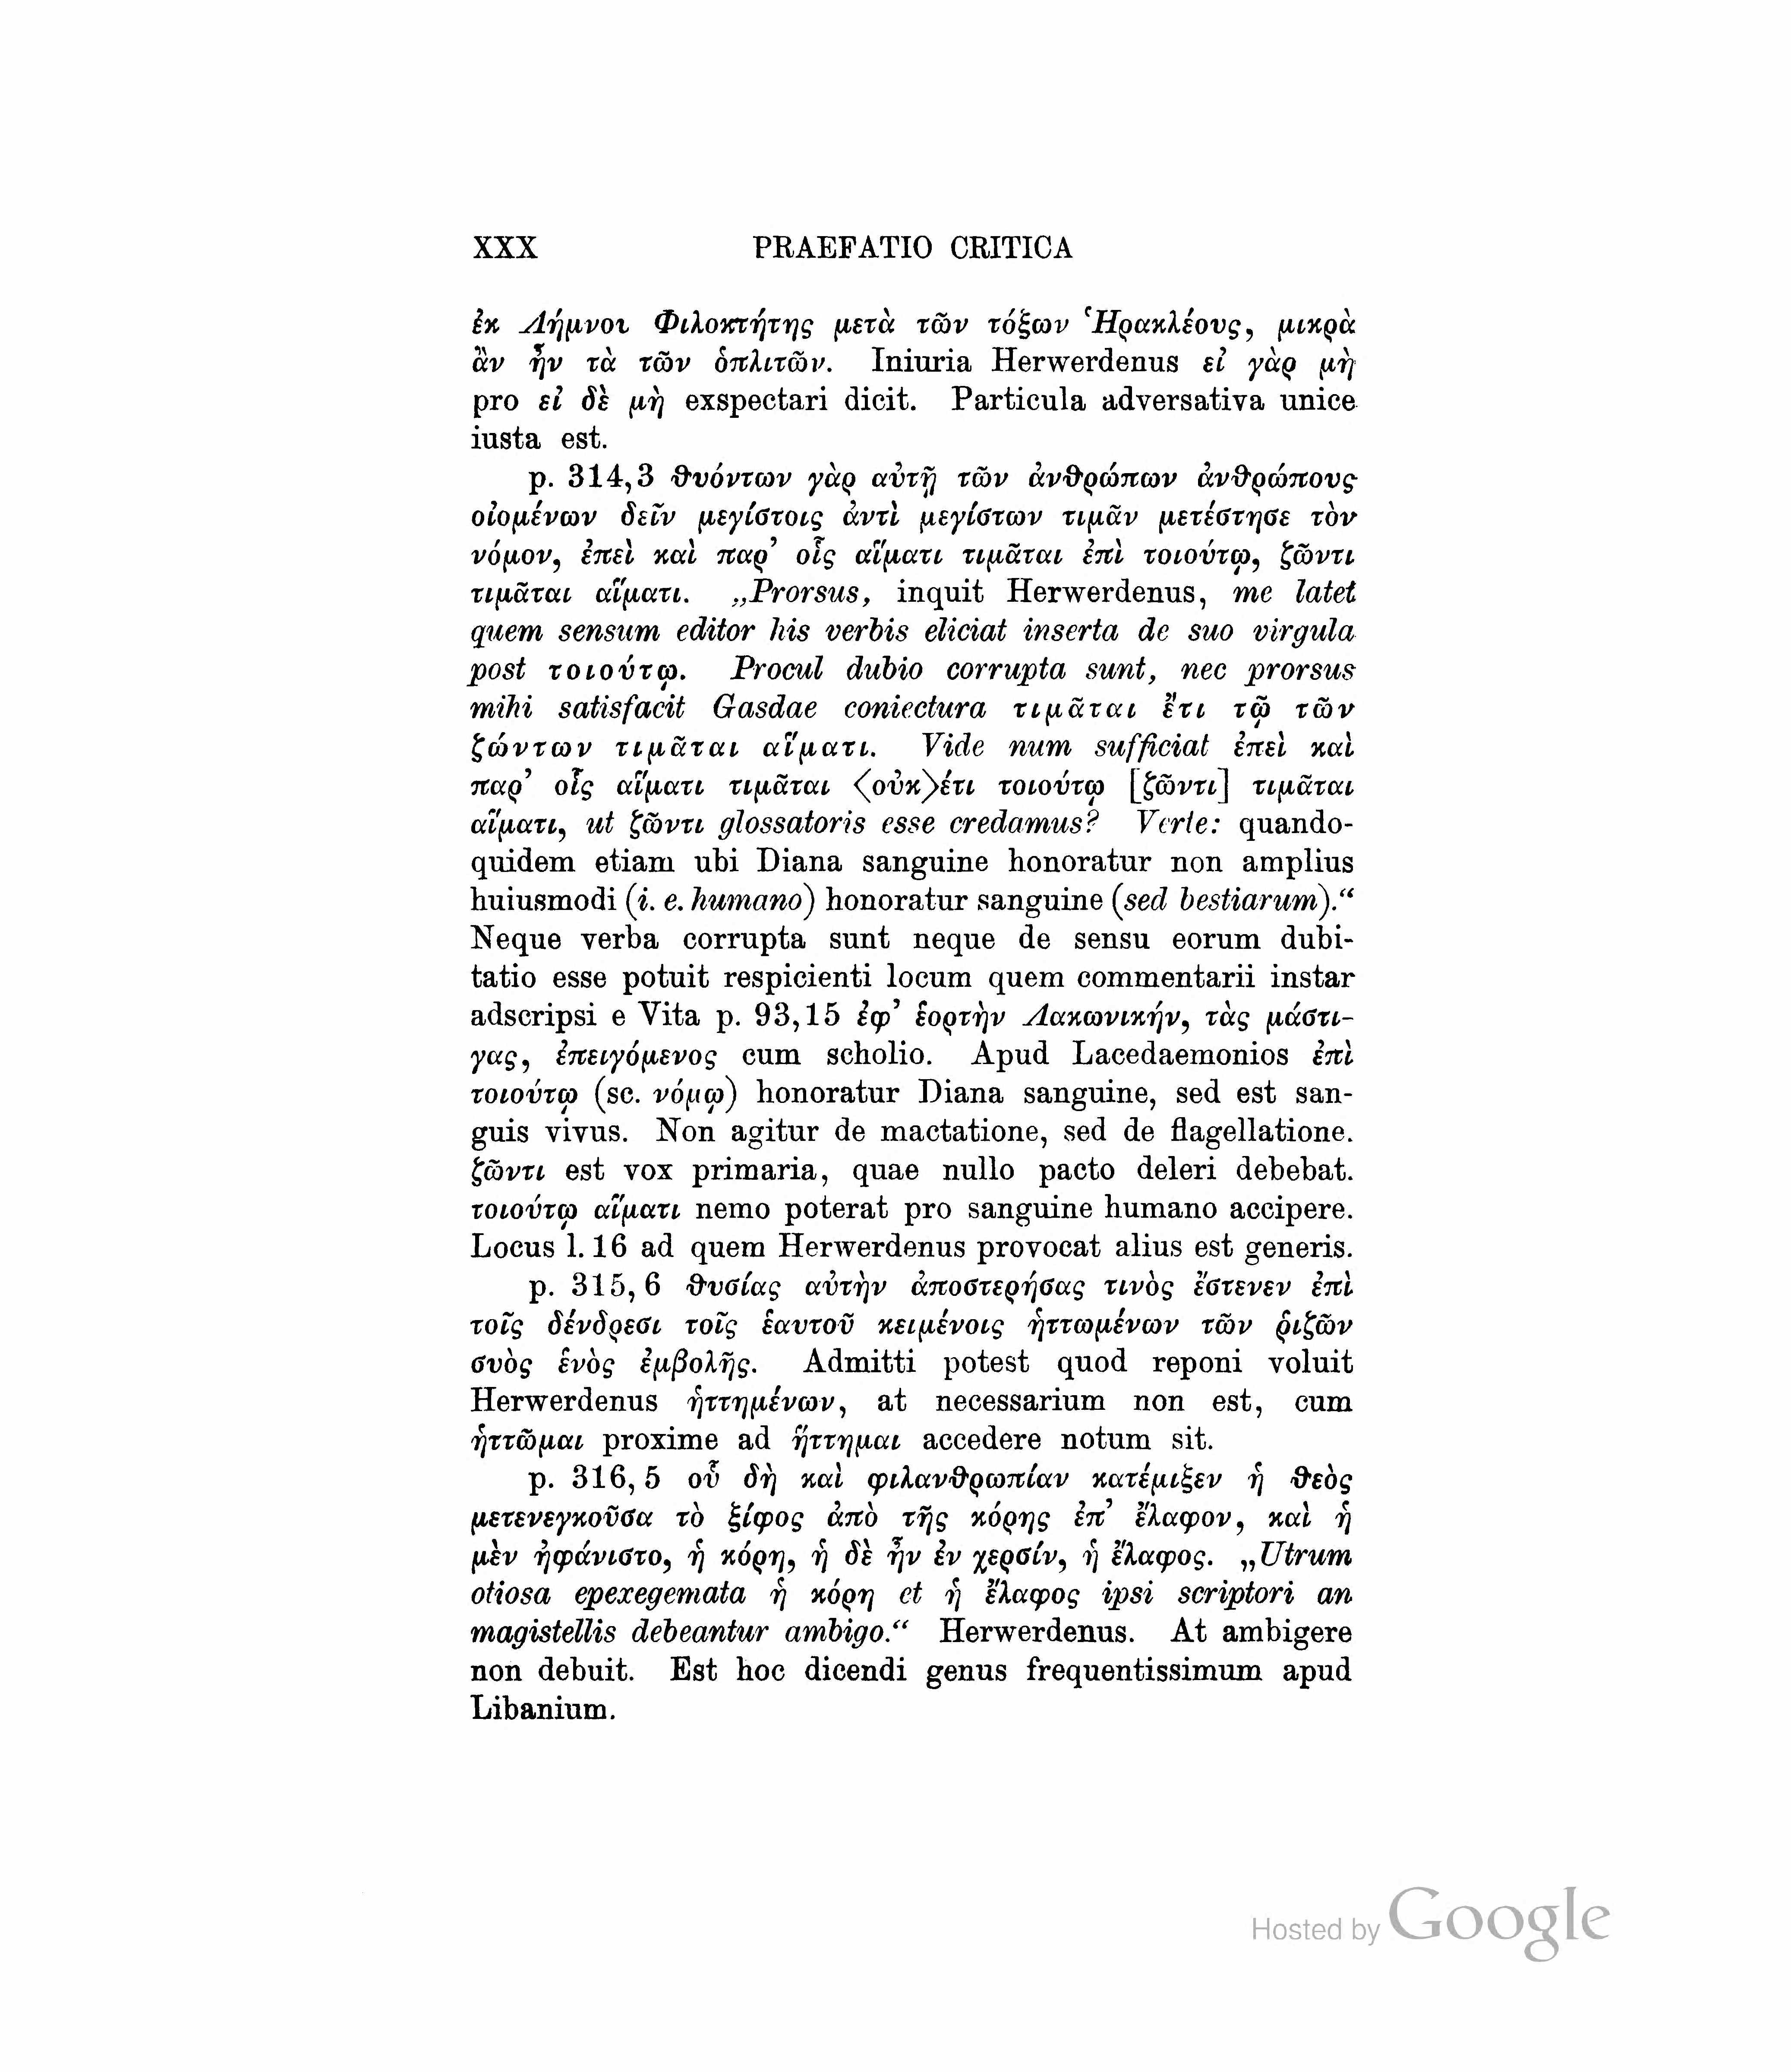 XXX PRAEFATIO CRITICA
ἐκ Λήμνοι Φιλοκτήτης μετὰ τῶν τόξων Ἡρακλέους, μικρὰ
ἂν ἦν τὰ τῶν ὁπλιτῶν. Iniuria Herwerdenus εἰ γὰρ μὴ
pro εἰ δὲ μὴ exspectari dicit. Particula adversativa unice
iusta est.
p. 314,3 θυόντων γὰρ αὐτῇ τῶν ἀνθρώπων ἀνθρώπους
οἰομένων δεῖν μεγίστοις ἀντὶ μεγίστων τιμᾶν μετέστησε τὸν
νόμον, ἐπεὶ καὶ παρ’ οἷς αἵματι τιμᾶται ἐπὶ τοιούτῳ, ζῶντι
τιμᾶται αἵματι. „Prorsus, inquit Herwerdenus, me latet
quem sensum editor his verbis eliciat inserta de suo virgula
post τοιούτῳ. Procul dubio corrupta sunt, nec prorsus
mihi satisfacit Gasdae coniectura τιμᾶται ἔτι τῷ τῶν
ζώντων τιμᾶται αἵματι. Vide num sufficiat ἐπεὶ καὶ
παρ’ οἷς αἵματι τιμᾶται ⟨οὐκ⟩έτι τοιούτῳ [ζῶντι] τιμᾶται
αἵματι, ut ζῶντι glossatoris esse credamus? Verte: quando-
quidem etiam ubi Diana sanguine honoratur non amplius
huiusmodi (i. e. humano) honoratur sanguine (sed bestiarum).“
Neque verba corrupta sunt neque de sensu eorum dubi-
tatio esse potuit respicienti locum quem commentarii instar
adscripsi e Vita p. 93,15 ἐφ’ ἑορτὴν Λακωνικήν, τὰς μάστι-
γας, ἐπειγόμενος cum scholio. Apud Lacedaemonios ἐπὶ
τοιούτῳ (sc. νόμῳ) honoratur Diana sanguine, sed est san-
guis vivus. Non agitur de mactatione, sed de flagellatione.
ζῶντι est vox primaria, quae nullo pacto deleri debebat.
τοιούτῳ αἵματι nemo poterat pro sanguine humano accipere.
Locus l. 16 ad quem Herwerdenus provocat alius est generis.
p. 315, 6 θυσίας αὐτὴν ἀποστερήσας τινὸς ἔστενεν ἐπὶ
τοῖς δένδρεσι τοῖς ἑαυτοῦ κειμένοις ἡττωμένων τῶν ῥιζῶν
συὸς ἑνὸς ἐμβολῆς. Admitti potest quod reponi voluit
Herwerdenus ἡττημένων, at necessarium non est, cum
ἡττῶμαι proxime ad ἥττημαι accedere notum sit.
p. 316, 5 οὗ δὴ καὶ φιλανθρωπίαν κατέμιξεν ἡ θεὸς
μετενεγκοῦσα τὸ ξίφος ἀπὸ τῆς κόρης ἐπ’ ἔλαφον, καὶ ἡ
μὲν ἠφάνιστο, ἡ κόρη, ἡ δὲ ἦν ἐν χερσίν, ἡ ἔλαφος. „Utrum
otiosa epexegemata ἡ κόρη et ἡ ἔλαφος ipsi scriptori an
magistellis debeantur ambigo.“ Herwerdenus. At ambigere
non debuit. Est hoc dicendi genus frequentissimum apud
Libanium.
Hosted by Google